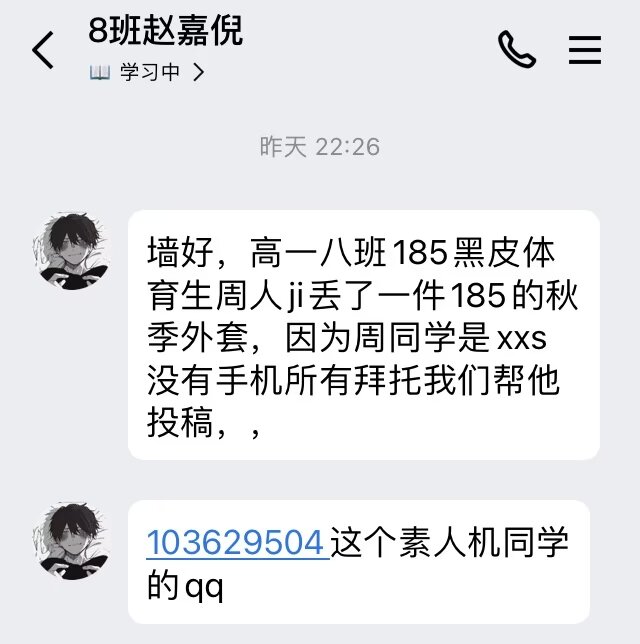 8班赵嘉倪
📖 学习中 >
昨天 22:26
墙好，高一八班185黑皮体
育生周人ji丢了一件185的秋
季外套，因为周同学是xxs
没有手机所有拜托我们帮他
投稿，，
103629504这个素人机同学
的qq